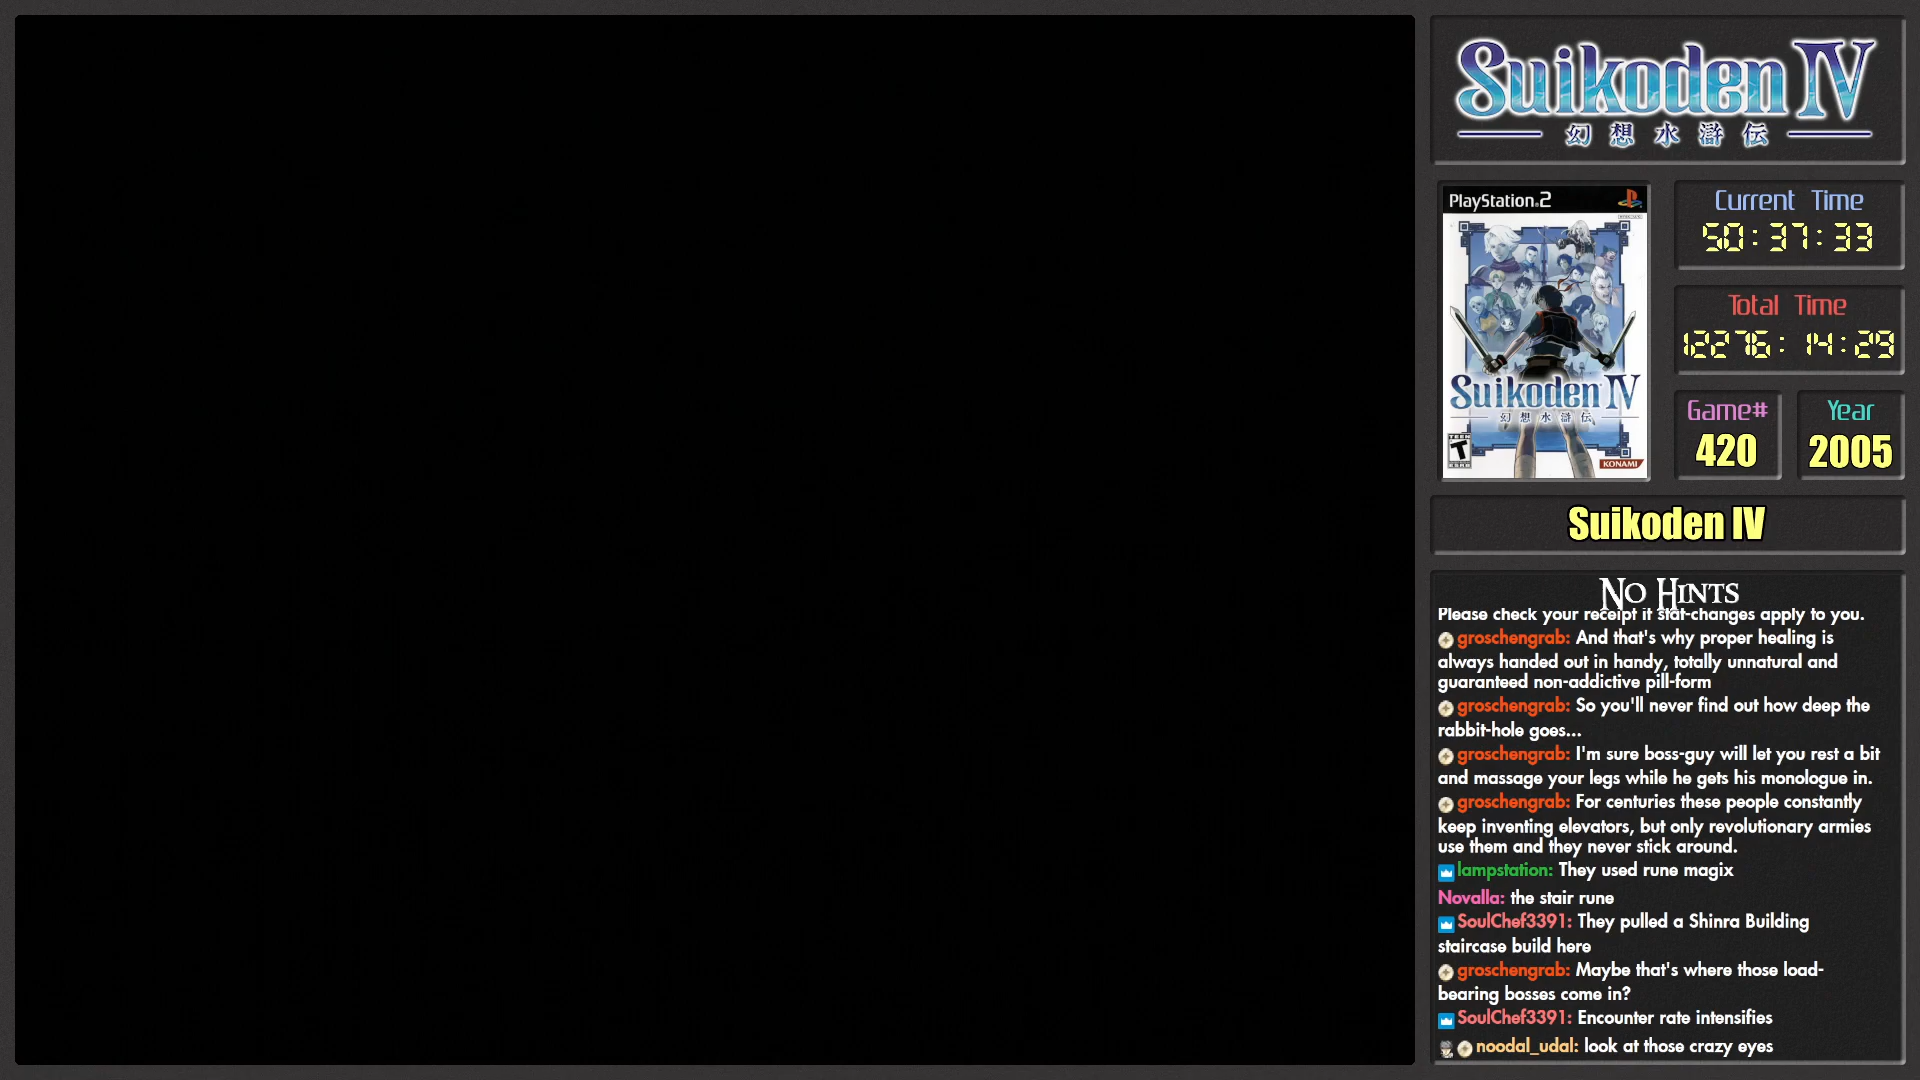 Suikoden IV
幻想水滸伝
PlayStation.2
Suikoden IV
幻想水滸伝
TEEN
T
KONAMI
Current Time
50:37:33
Total Time
12276:14:29
Game#
420
Year
2005
Suikoden IV
No Hints
Please check your receipt if stat-changes apply to you.
groschengrab: And that's why proper healing is
always handed out in handy, totally unnatural and
guaranteed non-addictive pill-form
groschengrab: So you'll never find out how deep the
rabbit-hole goes...
groschengrab: I'm sure boss-guy will let you rest a bit
and massage your legs while he gets his monologue in.
groschengrab: For centuries these people constantly
keep inventing elevators, but only revolutionary armies
use them and they never stick around.
lampstation: They used rune magix
Novalla: the stair rune
SoulChef3391: They pulled a Shinra Building
staircase build here
groschengrab: Maybe that's where those load-
bearing bosses come in?
SoulChef3391: Encounter rate intensifies
noodal_udal: look at those crazy eyes